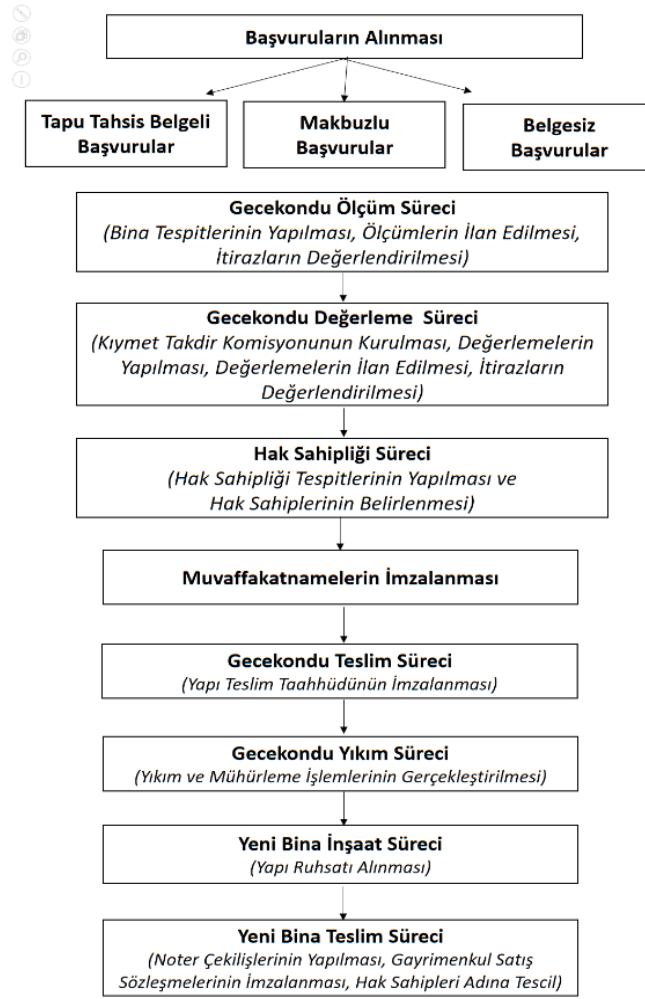 Başvuruların Alınması
Tapu Tahsis Belgeli
Başvurular
Makbuzlu
Başvurular
Belgesiz
Başvurular
Gecekondu Ölçüm Süreci
(Bina Tespitlerinin Yapılması, Ölçümlerin İlan Edilmesi,
İtirazların Değerlendirilmesi)
Gecekondu Değerleme Süreci
(Kıymet Takdir Komisyonunun Kurulması, Değerlemelerin
Yapılması, Değerlemelerin İlan Edilmesi, İtirazların
Değerlendirilmesi)
Hak Sahipliği Süreci
(Hak Sahipliği Tespitlerinin Yapılması ve
Hak Sahiplerinin Belirlenmesi)
Muvaffakatnamelerin İmzalanması
Gecekondu Teslim Süreci
(Yapı Teslim Taahhüdünün İmzalanması)
Gecekondu Yıkım Süreci
(Yıkım ve Mühürleme İşlemlerinin Gerçekleştirilmesi)
Yeni Bina İnşaat Süreci
(Yapı Ruhsatı Alınması)
Yeni Bina Teslim Süreci
(Noter Çekilişlerinin Yapılması, Gayrimenkul Satış
Sözleşmelerinin İmzalanması, Hak Sahipleri Adına Tescil)